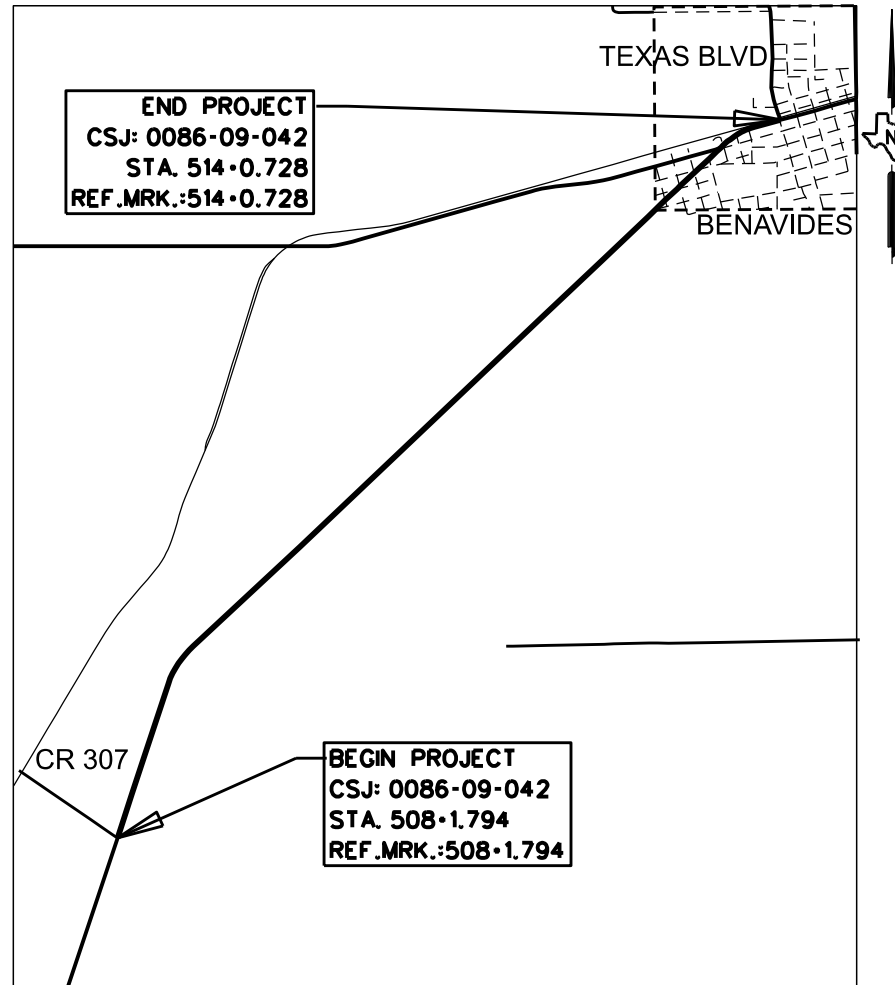 TEXAS BLVD
END PROJECT
CSJ: 0086-09-042
STA. 514+0.728
REF.MRK.:514+0.728
N
BENAVIDES
CR 307
BEGIN PROJECT
CSJ: 0086-09-042
STA. 508+1.794
REF.MRK.:508+1.794